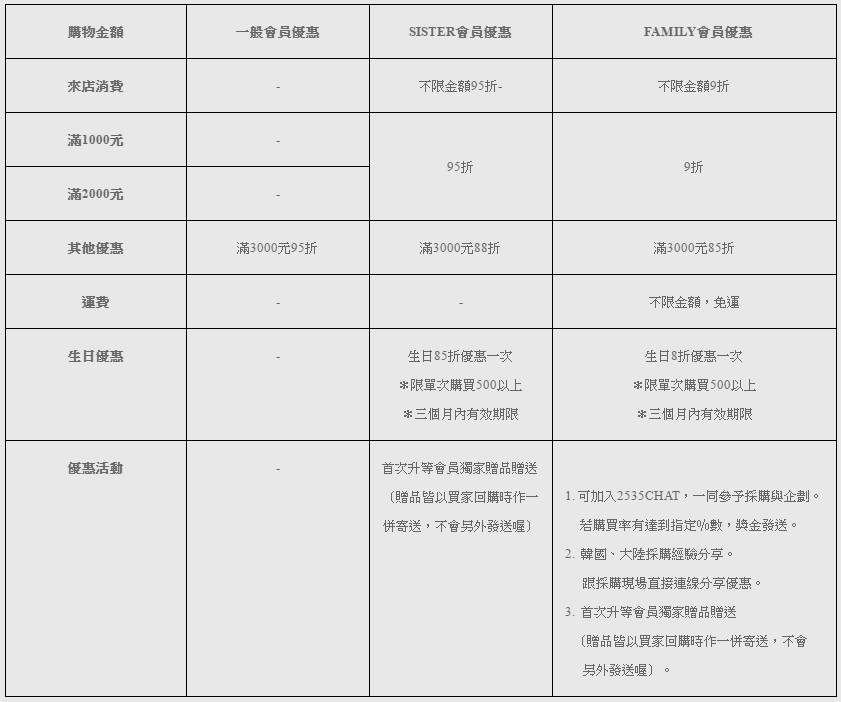 購物金額 一般會員優惠 SISTER會員優惠 FAMILY會員優惠
來店消費 - 不限金額95折- 不限金額9折
滿1000元 -
95折 9折
滿2000元 -
其他優惠 滿3000元95折 滿3000元88折 滿3000元85折
運費 - - 不限金額，免運
生日優惠 - 生日85折優惠一次 生日8折優惠一次
＊限單次購買500以上 ＊限單次購買500以上
＊三個月內有效期限 ＊三個月內有效期限
優惠活動 - 首次升等會員獨家贈品贈送
〔贈品皆以買家回購時作一
併寄送，不會另外發送喔〕
1. 可加入2535CHAT，一同參予採購與企劃。
若購買率有達到指定%數，獎金發送。
2. 韓國、大陸採購經驗分享。
跟採購現場直接連線分享優惠。
3. 首次升等會員獨家贈品贈送
〔贈品皆以買家回購時作一併寄送，不會
另外發送喔〕。